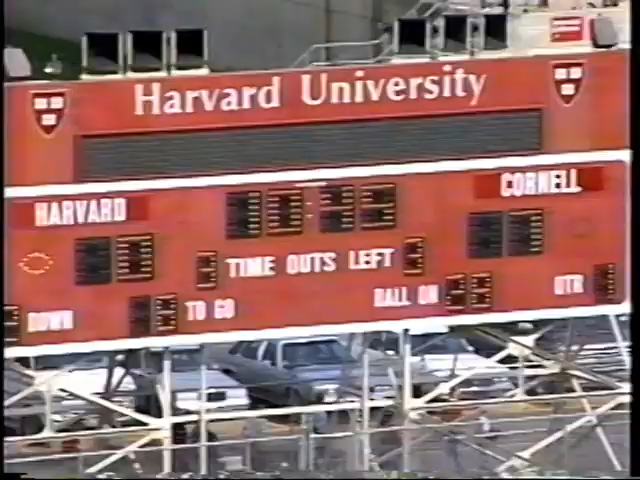 Harvard University
HARVARD
CORNELL
TIME OUTS LEFT
DOWN
TO GO
BALL ON
QTR